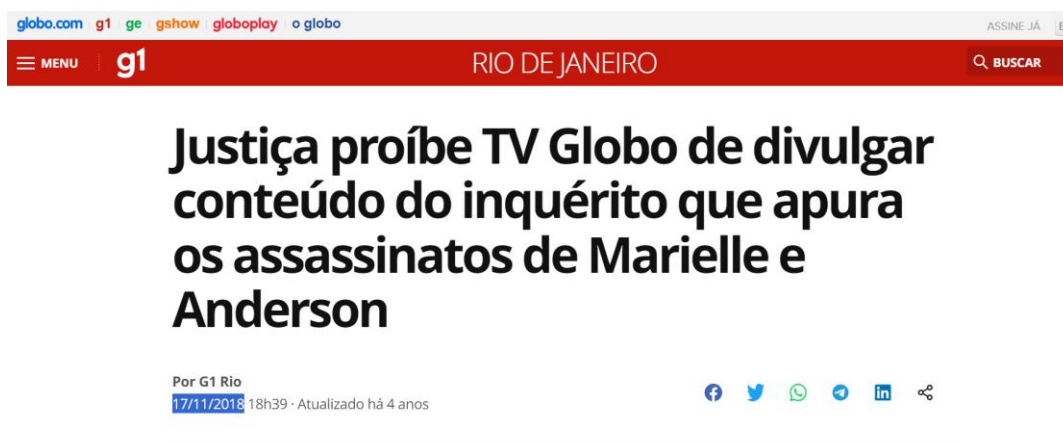 globo.com g1 ge gshow globoplay o globo ASSINE JÁ
MENU g1 RIO DE JANEIRO BUSCAR
Justiça proíbe TV Globo de divulgar
conteúdo do inquérito que apura
os assassinatos de Marielle e
Anderson
Por G1 Rio
17/11/2018 18h39 · Atualizado há 4 anos